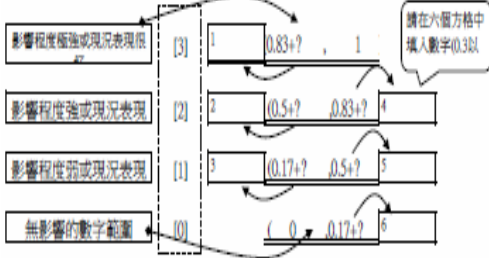 影響程度極強或現況表現很好
[3]
1
(0.83+? , 1
請在六個方格中
填入數字(0.3以
影響程度強或現況表現
[2]
2
(0.5+? ,0.83+?
4
影響程度弱或現況表現
[1]
3
(0.17+? ,0.5+?
5
無影響的數字範圍
[0]
( 0 ,0.17+?
6